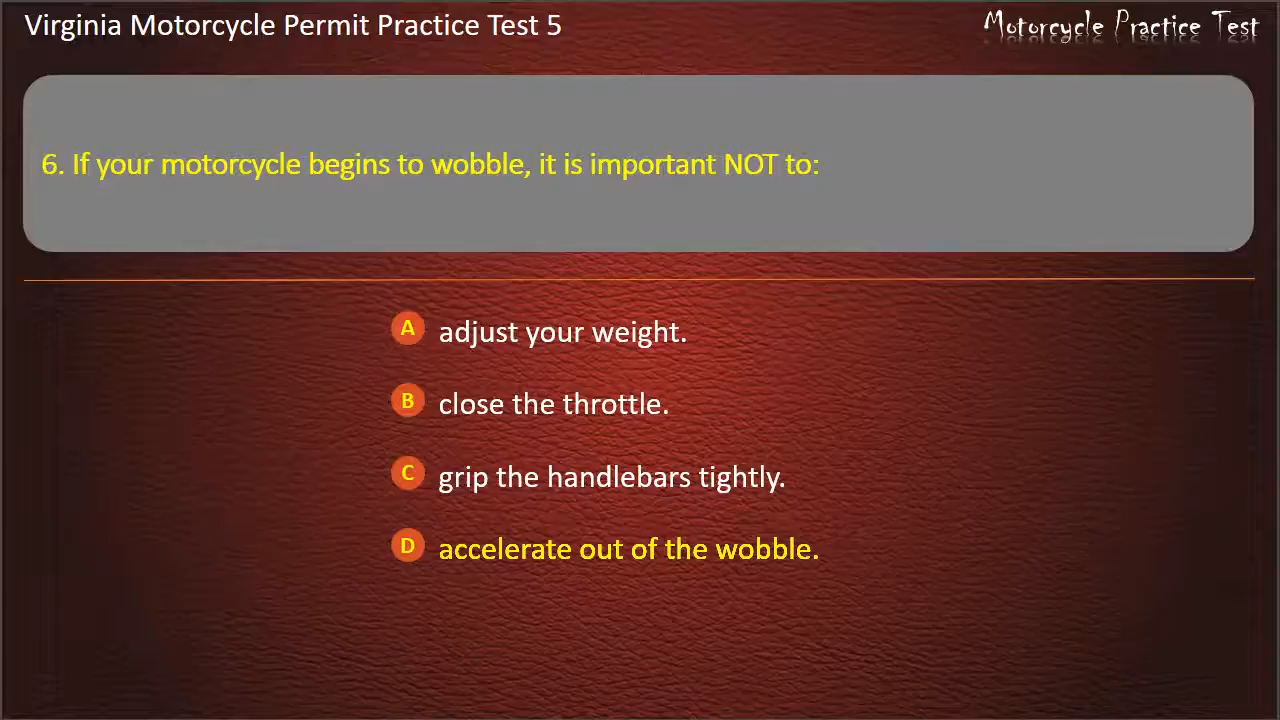 Virginia Motorcycle Permit Practice Test 5
Motorcycle Practice Test
6. If your motorcycle begins to wobble, it is important NOT to:
A adjust your weight.
B close the throttle.
C grip the handlebars tightly.
D accelerate out of the wobble.